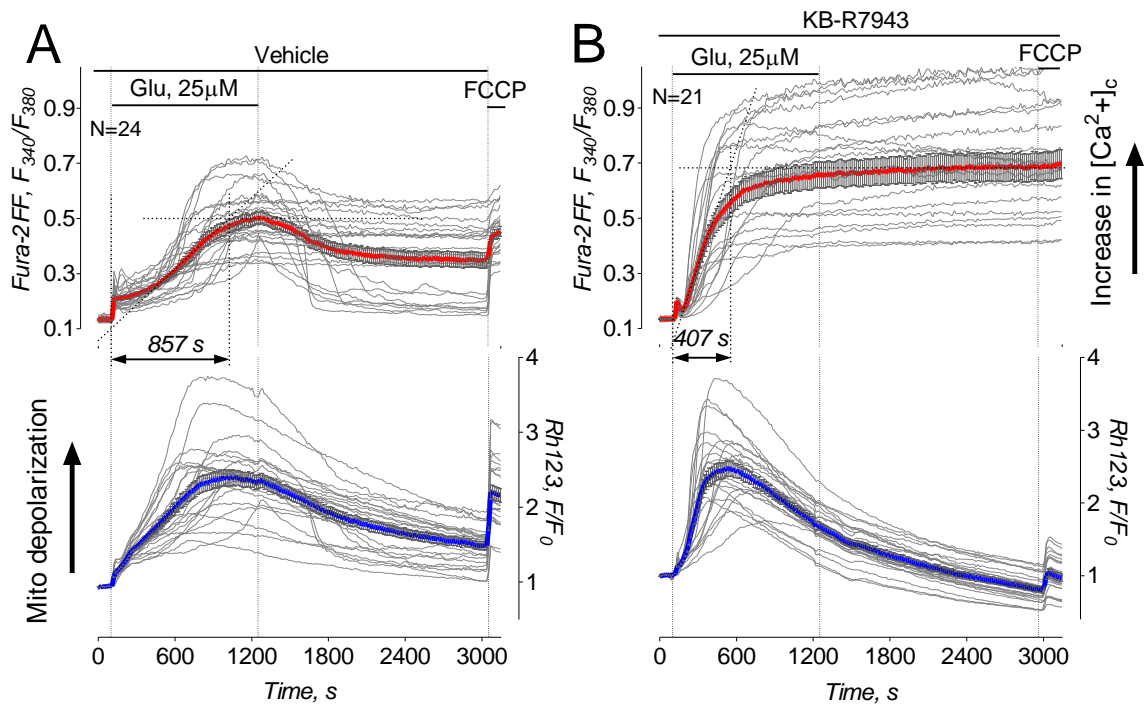 A
Vehicle
Glu, 25μM
FCCP
N=24
Fura-2FF, F340/F380
0.9
0.7
0.5
0.3
0.1
857 s
Mito depolarization
4
3
2
1
Rh123, F/F0
0
600
1200
1800
2400
3000
Time, s
B
KB-R7943
Glu, 25μM
FCCP
N=21
Fura-2FF, F340/F380
0.9
0.7
0.5
0.3
0.1
Increase in [Ca2+]c
407 s
4
3
2
1
Rh123, F/F0
0
600
1200
1800
2400
3000
Time, s